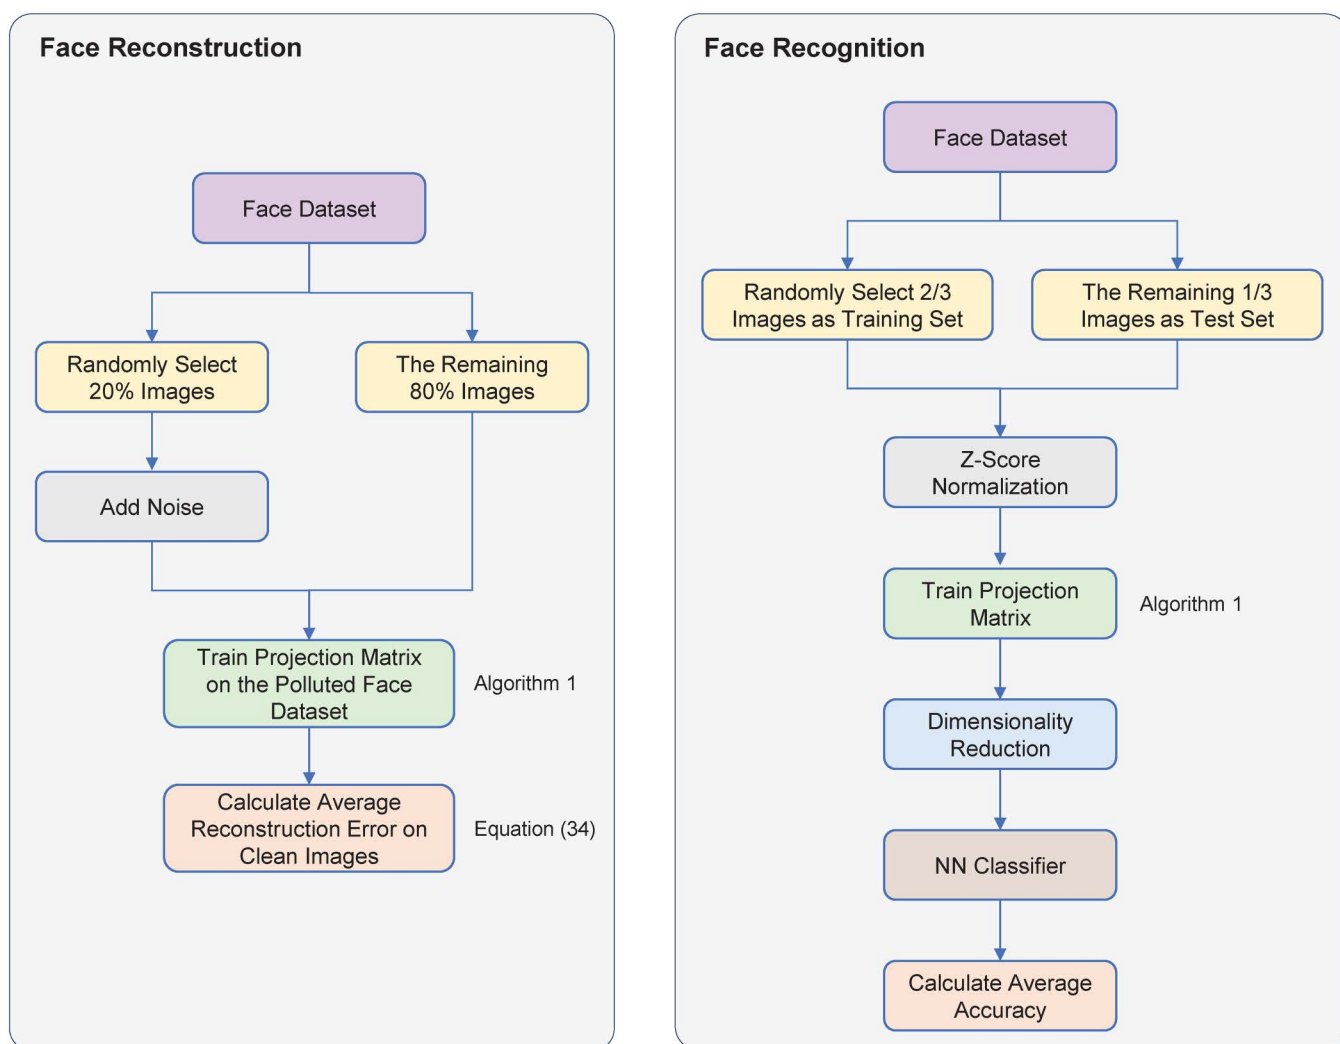 Face Reconstruction
Face Dataset
Randomly Select
20% Images
The Remaining
80% Images
Add Noise
Train Projection Matrix
on the Polluted Face
Dataset
Algorithm 1
Calculate Average
Reconstruction Error on
Clean Images
Equation (34)
Face Recognition
Face Dataset
Randomly Select 2/3
Images as Training Set
The Remaining 1/3
Images as Test Set
Z-Score
Normalization
Train Projection
Matrix
Algorithm 1
Dimensionality
Reduction
NN Classifier
Calculate Average
Accuracy